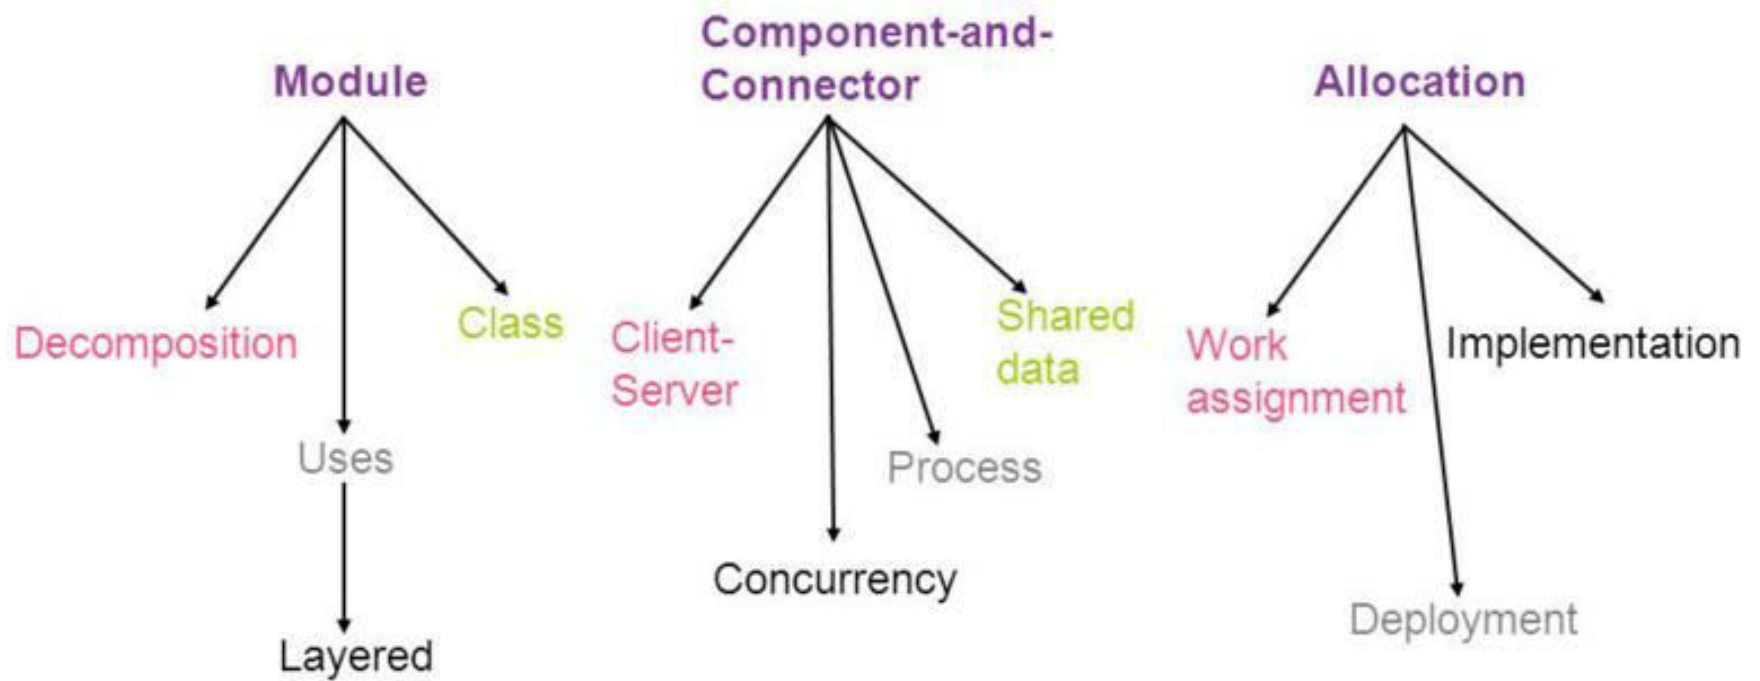 Module
Component-and-
Connector
Allocation
Decomposition
Uses
Layered
Class
Client-
Server
Concurrency
Process
Shared
data
Work
assignment
Deployment
Implementation